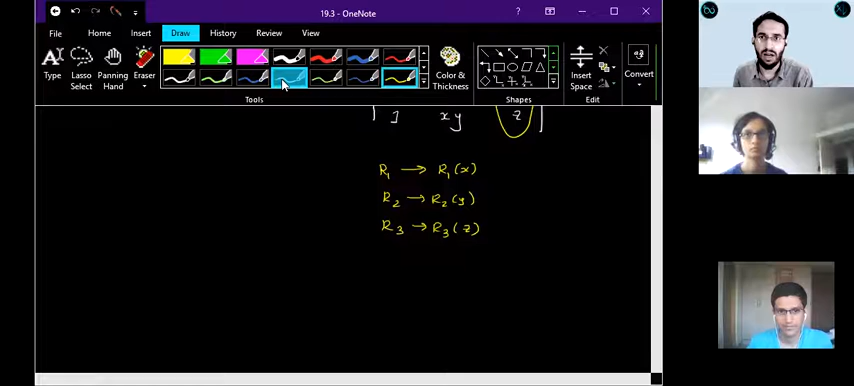 19.3 - OneNote
?
File
Home
Insert
Draw
History
Review
View
Type
Lasso Select
Panning Hand
Eraser
Color & Thickness
Insert Space
Convert
Tools
Shapes
Edit
1 xy z
R₁ → R₁(x)
R₂ → R₂(y)
R₃ → R₃(z)